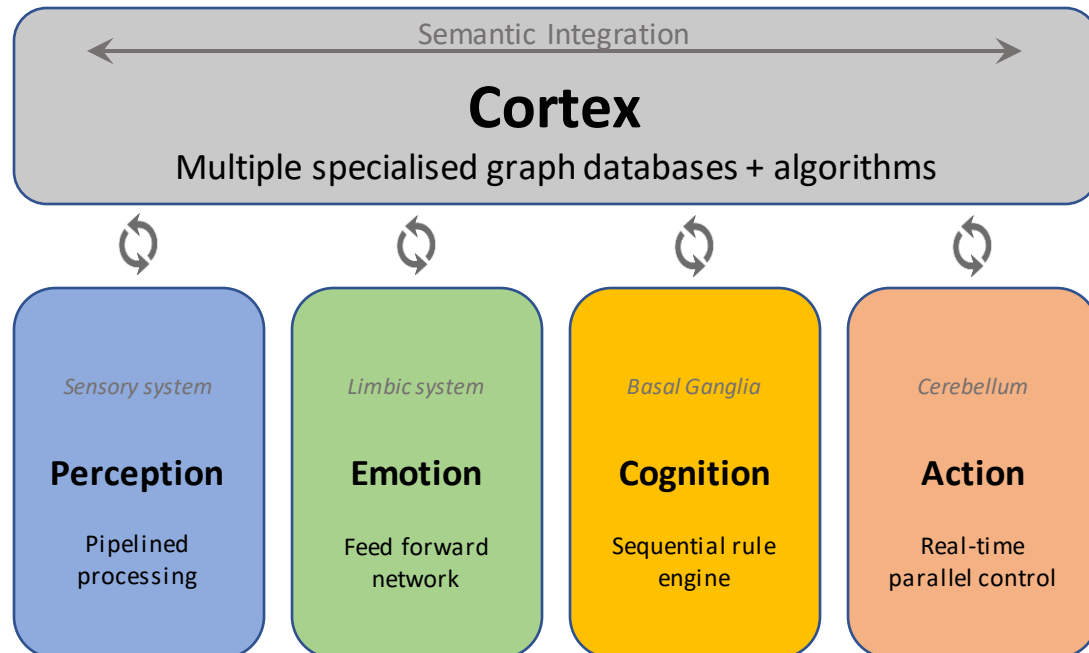 Semantic Integration
Cortex
Multiple specialised graph databases + algorithms
Sensory system
Perception
Pipelined
processing
Limbic system
Emotion
Feed forward
network
Basal Ganglia
Cognition
Sequential rule
engine
Cerebellum
Action
Real-time
parallel control